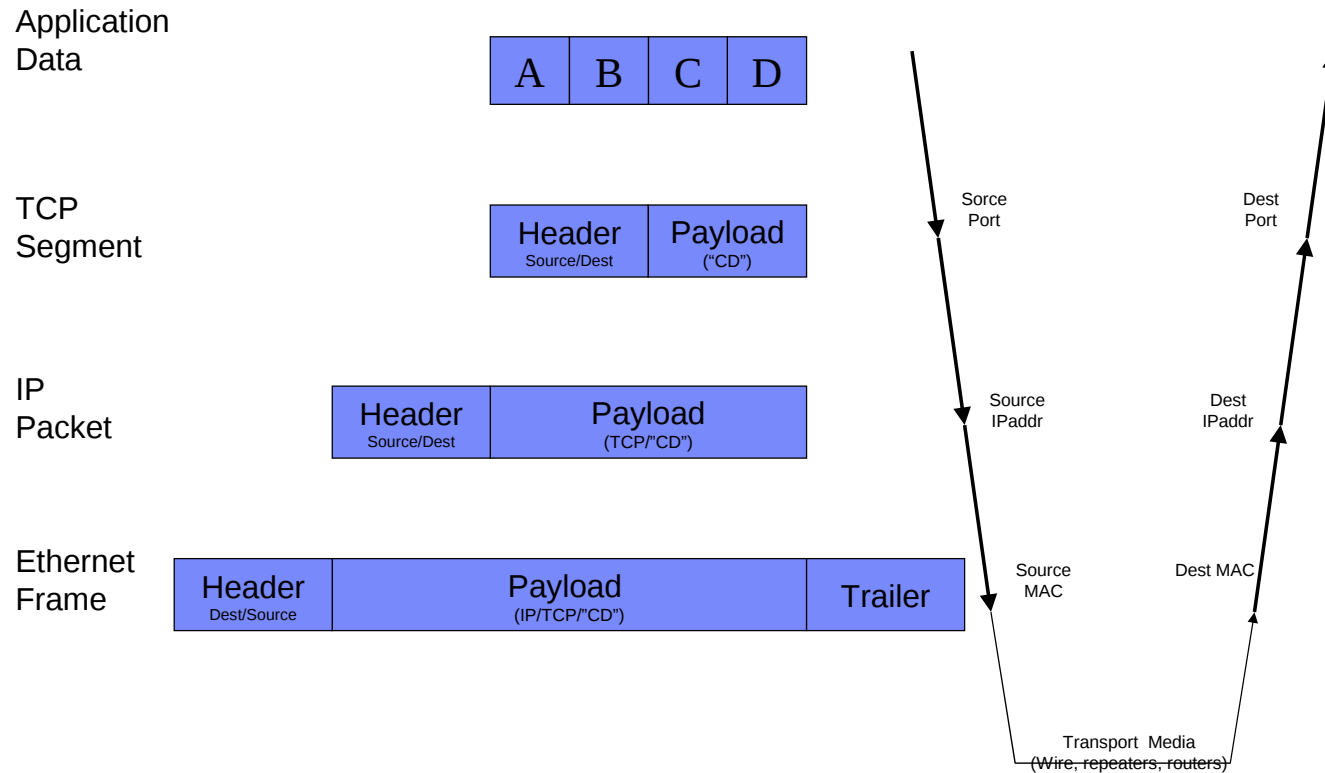 Application
Data
A B C D
TCP
Segment
Header
Source/Dest
Payload
("CD")
Sorce
Port
Dest
Port
IP
Packet
Header
Source/Dest
Payload
(TCP/"CD")
Source
IPaddr
Dest
IPaddr
Ethernet
Frame
Header
Dest/Source
Payload
(IP/TCP/"CD")
Trailer
Source
MAC
Dest MAC
Transport Media
(Wire, repeaters, routers)